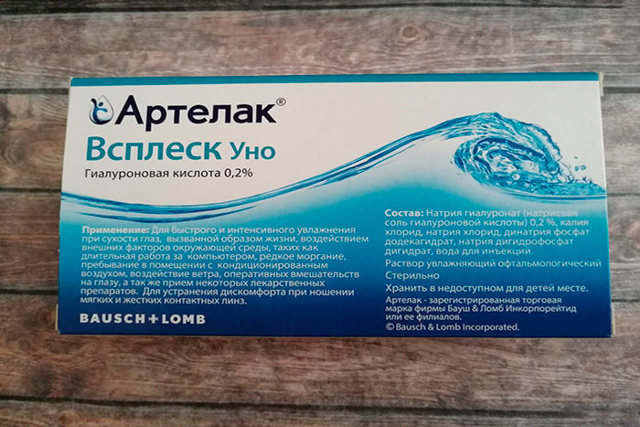 Артелак®
Всплеск Уно
Гиалуроновая кислота 0,2%
Применение: Для быстрого и интенсивного увлажнения
при сухости глаз, вызванной образом жизни, воздействием
внешних факторов окружающей среды, таких как
длительная работа за компьютером, редкое моргание,
пребывание в помещении с кондиционированным
воздухом, воздействие ветра, оперативных вмешательств
на глазу, а так же прием некоторых лекарственных
препаратов. Для устранения дискомфорта при ношении
мягких и жестких контактных линз.
BAUSCH+LOMB
Состав: Натрия гиалуронат (натриевая
соль гиалуроновой кислоты) 0,2 %, калия
хлорид, натрия хлорид, динатрия фосфат
додекагидрат, натрия дигидрофосфат
дигидрат, вода для инъекций.
Раствор увлажняющий офтальмологический
Стерильно
Хранить в недоступном для детей месте.
Артелак - зарегистрированная торговая
марка фирмы Бауш & Ломб Инкорпорейтид
или ее филиалов.
© Bausch & Lomb Incorporated.